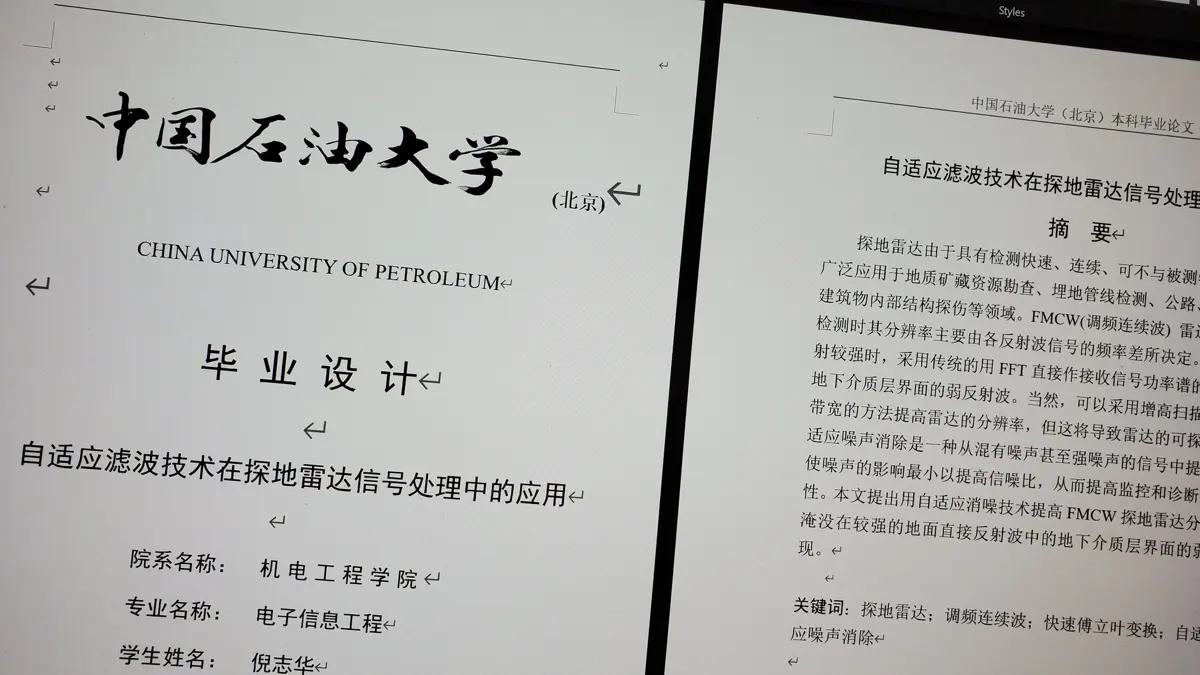 Styles
中国石油大学
(北京)
CHINA UNIVERSITY OF PETROLEUM
毕 业 设 计
自适应滤波技术在探地雷达信号处理中的应用
院系名称： 机 电 工 程 学 院
专业名称： 电子信息工程
学生姓名： 倪志华
中国石油大学（北京）本科毕业论文
自适应滤波技术在探地雷达信号处理
摘 要
探地雷达由于具有检测快速、连续、可不与被测
广泛应用于地质矿藏资源勘查、埋地管线检测、公路、
建筑物内部结构探伤等领域。FMCW(调频连续波) 雷达
检测时其分辨率主要由各反射波信号的频率差所决定。
射较强时，采用传统的用 FFT 直接作接收信号功率谱的
地下介质层界面的弱反射波。当然，可以采用增高扫描
带宽的方法提高雷达的分辨率，但这将导致雷达的可探
适应噪声消除是一种从混有噪声甚至强噪声的信号中提
使噪声的影响最小以提高信噪比，从而提高监控和诊断
性。本文提出用自适应消噪技术提高 FMCW 探地雷达分
淹没在较强的地面直接反射波中的地下介质层界面的弱
现。
关键词：探地雷达；调频连续波；快速傅立叶变换；自适
应噪声消除